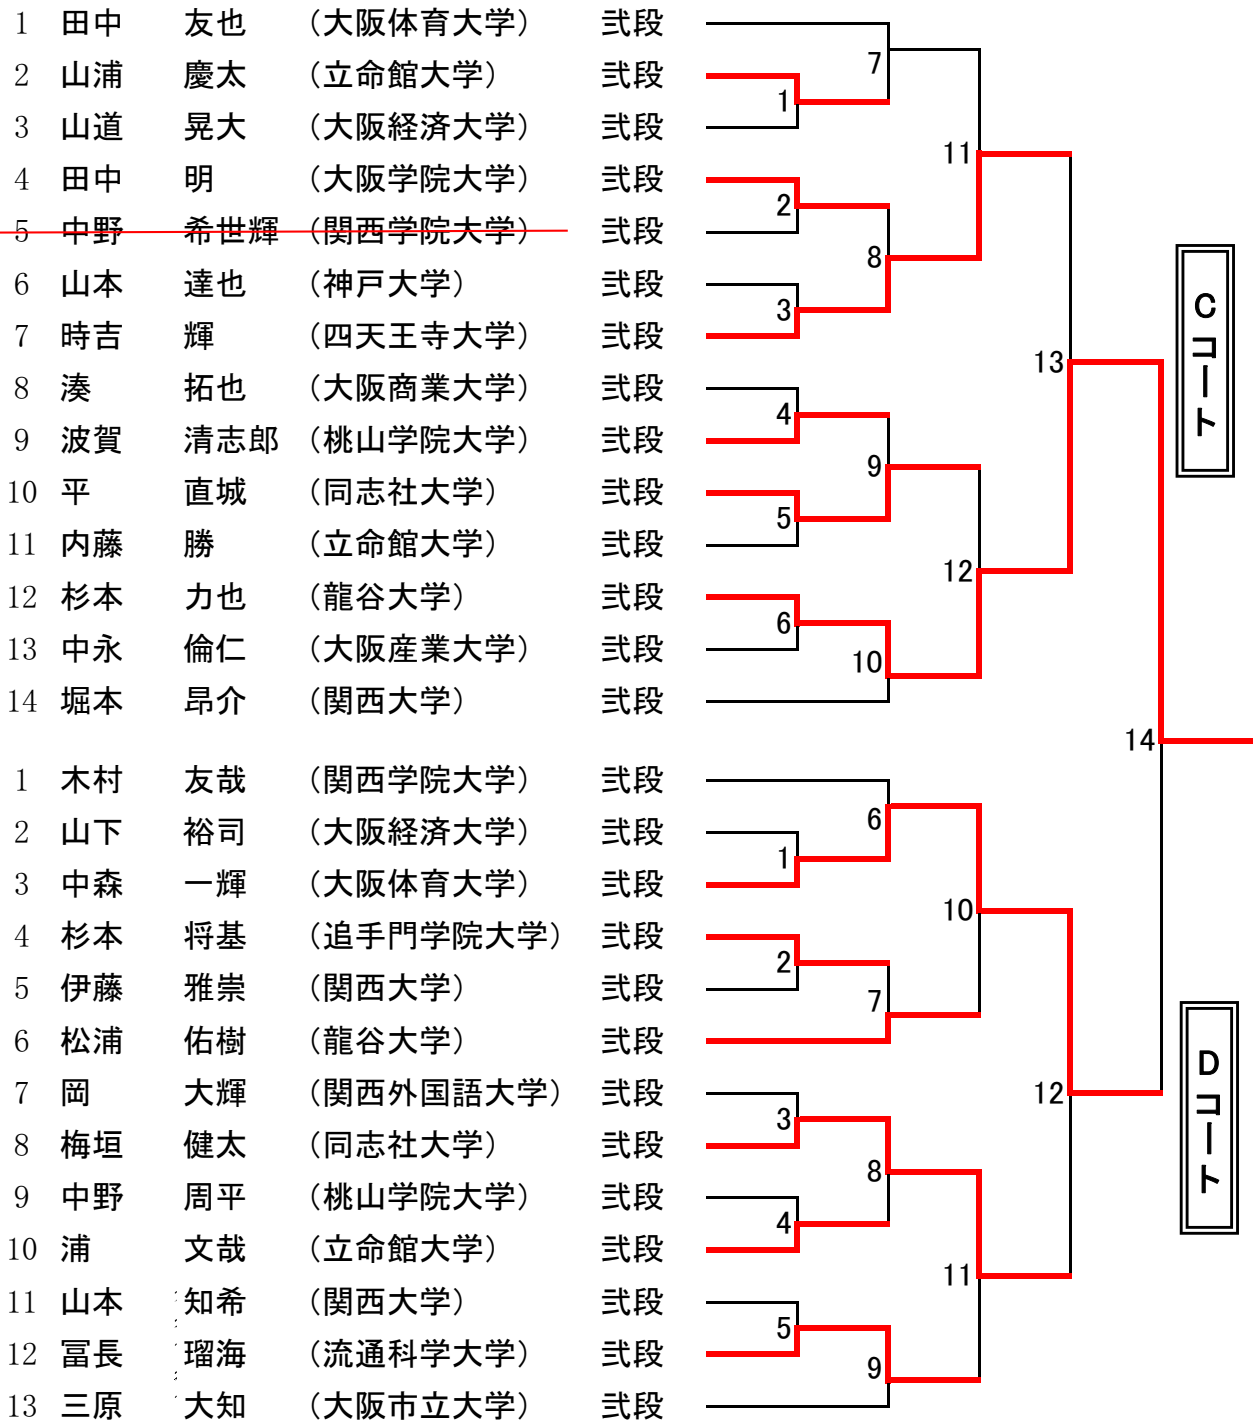 1 田中 友也 （大阪体育大学） 弐段
2 山浦 慶太 （立命館大学） 弐段
3 山道 晃大 （大阪経済大学） 弐段
4 田中 明 （大阪学院大学） 弐段
5 中野 希世輝 （関西学院大学） 弐段
6 山本 達也 （神戸大学） 弐段
7 時吉 輝 （四天王寺大学） 弐段
8 湊 拓也 （大阪商業大学） 弐段
9 波賀 清志郎 （桃山学院大学） 弐段
10 平 直城 （同志社大学） 弐段
11 内藤 勝 （立命館大学） 弐段
12 杉本 力也 （龍谷大学） 弐段
13 中永 倫仁 （大阪産業大学） 弐段
14 堀本 昂介 （関西大学） 弐段
7
1
11
2
8
3
13
4
9
5
12
6
10
14
Cコート
1 木村 友哉 （関西学院大学） 弐段
2 山下 裕司 （大阪経済大学） 弐段
3 中森 一輝 （大阪体育大学） 弐段
4 杉本 将基 （追手門学院大学） 弐段
5 伊藤 雅崇 （関西大学） 弐段
6 松浦 佑樹 （龍谷大学） 弐段
7 岡 大輝 （関西外国語大学） 弐段
8 梅垣 健太 （同志社大学） 弐段
9 中野 周平 （桃山学院大学） 弐段
10 浦 文哉 （立命館大学） 弐段
11 山本 知希 （関西大学） 弐段
12 冨長 瑠海 （流通科学大学） 弐段
13 三原 大知 （大阪市立大学） 弐段
6
1
10
2
7
12
3
8
4
11
5
9
Dコート